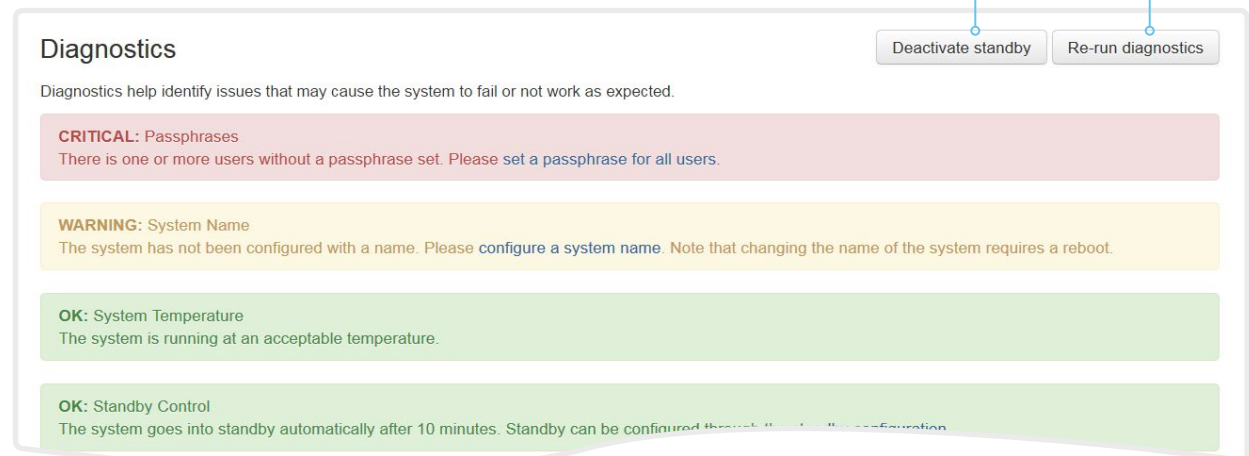 Diagnostics
Deactivate standby
Re-run diagnostics
Diagnostics help identify issues that may cause the system to fail or not work as expected.
CRITICAL: Passphrases
There is one or more users without a passphrase set. Please set a passphrase for all users.
WARNING: System Name
The system has not been configured with a name. Please configure a system name. Note that changing the name of the system requires a reboot.
OK: System Temperature
The system is running at an acceptable temperature.
OK: Standby Control
The system goes into standby automatically after 10 minutes. Standby can be configured through configuration